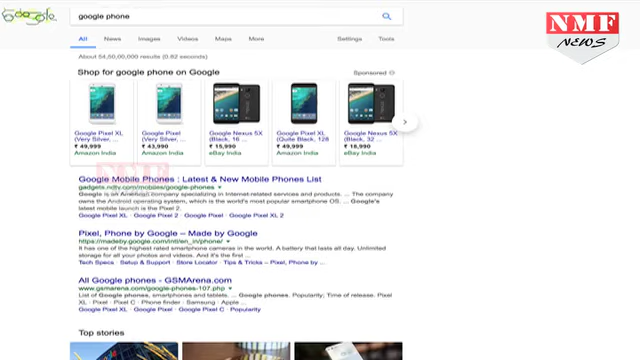 google phone
NMF
NEWS
All News Images Videos Maps More Settings Tools
About 54,50,00,000 results (0.82 seconds)
Shop for google phone on Google
Sponsored
Google Pixel XL (Very Silver, ...
₹ 49,999
Amazon India
Google Pixel (Very Silver, ...
₹ 43,990
Amazon India
Google Nexus 5X (Black, 16 ...
₹ 15,990
eBay India
Google Pixel XL (Quite Black, 128
₹ 49,999
Amazon India
Google Nexus 5X (Black, 32 ...
₹ 18,990
eBay India
Google Mobile Phones : Latest & New Mobile Phones List
gadgets.ndtv.com/mobiles/google-phones
Google is an American company specializing in Internet-related services and products. ... The company
owns the Android operating system, which is the world's most popular smartphone OS. ... Google's
latest mobile launch is the Pixel 2.
Google Pixel XL · Google Pixel 2 · Google Pixel · Google Pixel XL 2
Pixel, Phone by Google – Made by Google
https://madeby.google.com/intl/en_in/phone/
It has one of the highest rated smartphone cameras in the world. A battery that lasts all day. Unlimited
storage for all your photos and videos. And it's the first ...
Tech Specs · Setup & Support · Store Locator · Tips & Tricks – Pixel, Phone by ...
All Google phones - GSMArena.com
www.gsmarena.com/google-phones-107.php
List of Google phones, smartphones and tablets. ... Google phones. Popularity; Time of release. Pixel
XL · Pixel · Pixel C · Phone finder · Samsung · Apple ...
Google Pixel XL · Google Pixel · Google Pixel C · Popularity
Top stories